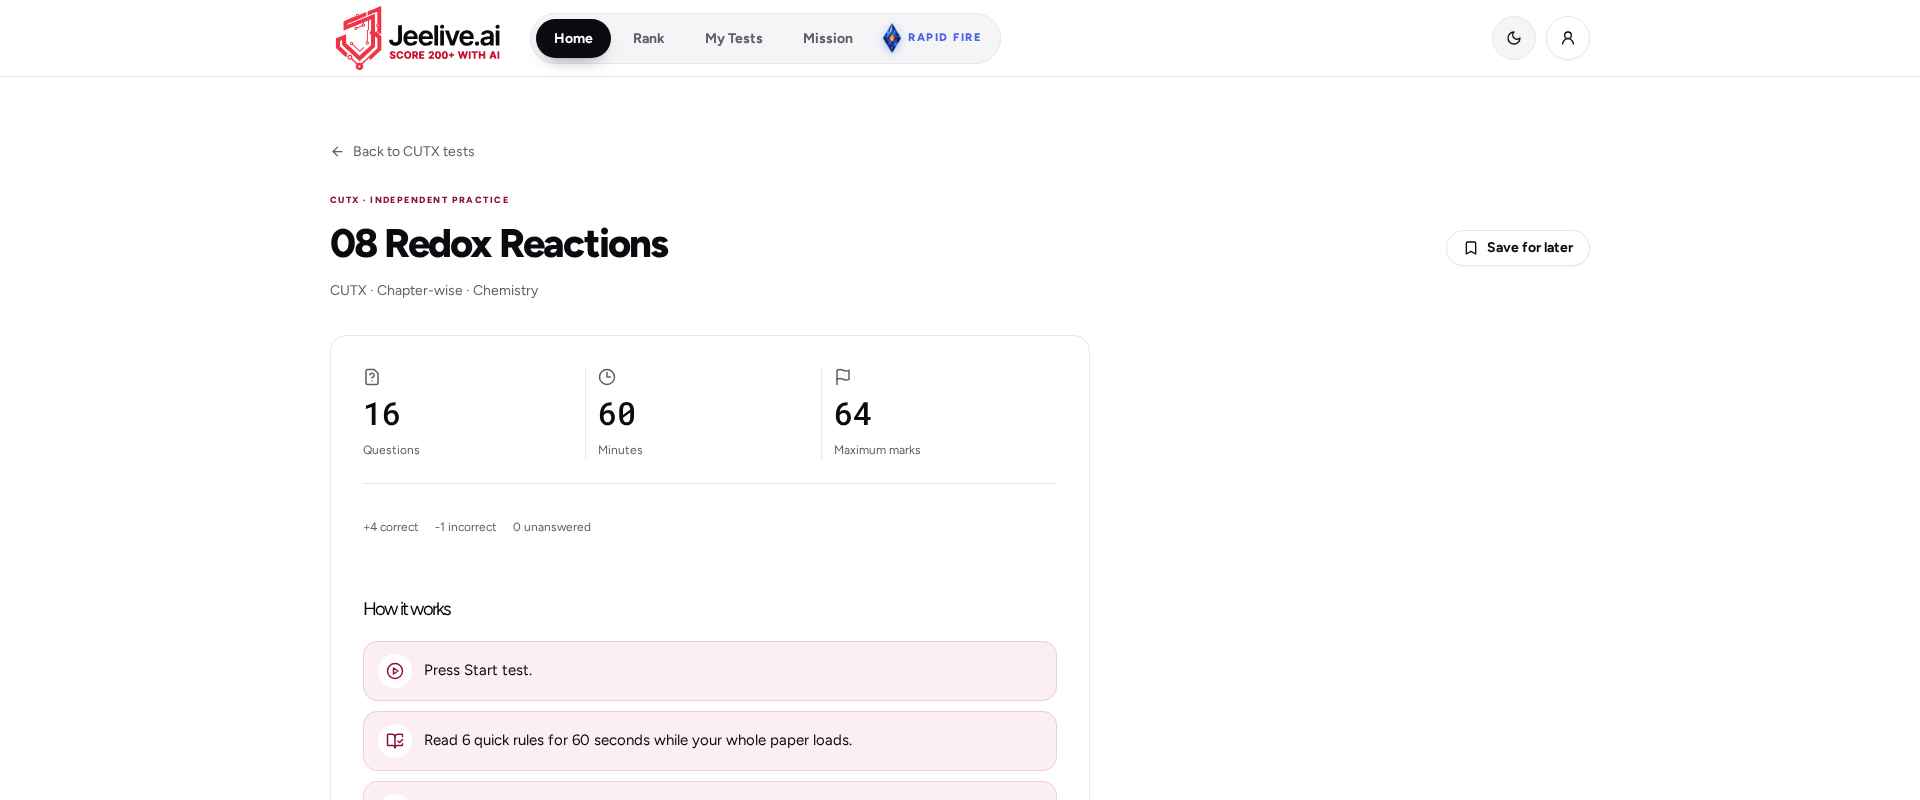 Jeelive.ai
SCORE 200+ WITH AI
Home
Rank
My Tests
Mission
RAPID FIRE
Back to CUTX tests
CUTX · INDEPENDENT PRACTICE
08 Redox Reactions
Save for later
CUTX · Chapter-wise · Chemistry
16
Questions
60
Minutes
64
Maximum marks
+4 correct
-1 incorrect
0 unanswered
How it works
Press Start test.
Read 6 quick rules for 60 seconds while your whole paper loads.